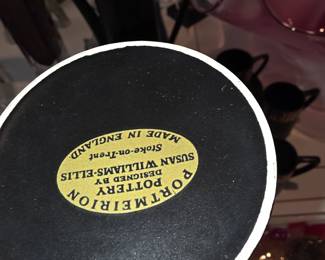 PORTMEIRION
POTTERY
DESIGNED BY
SUSAN WILLIAMS-ELLIS
Stoke-on-Trent
MADE IN ENGLAND